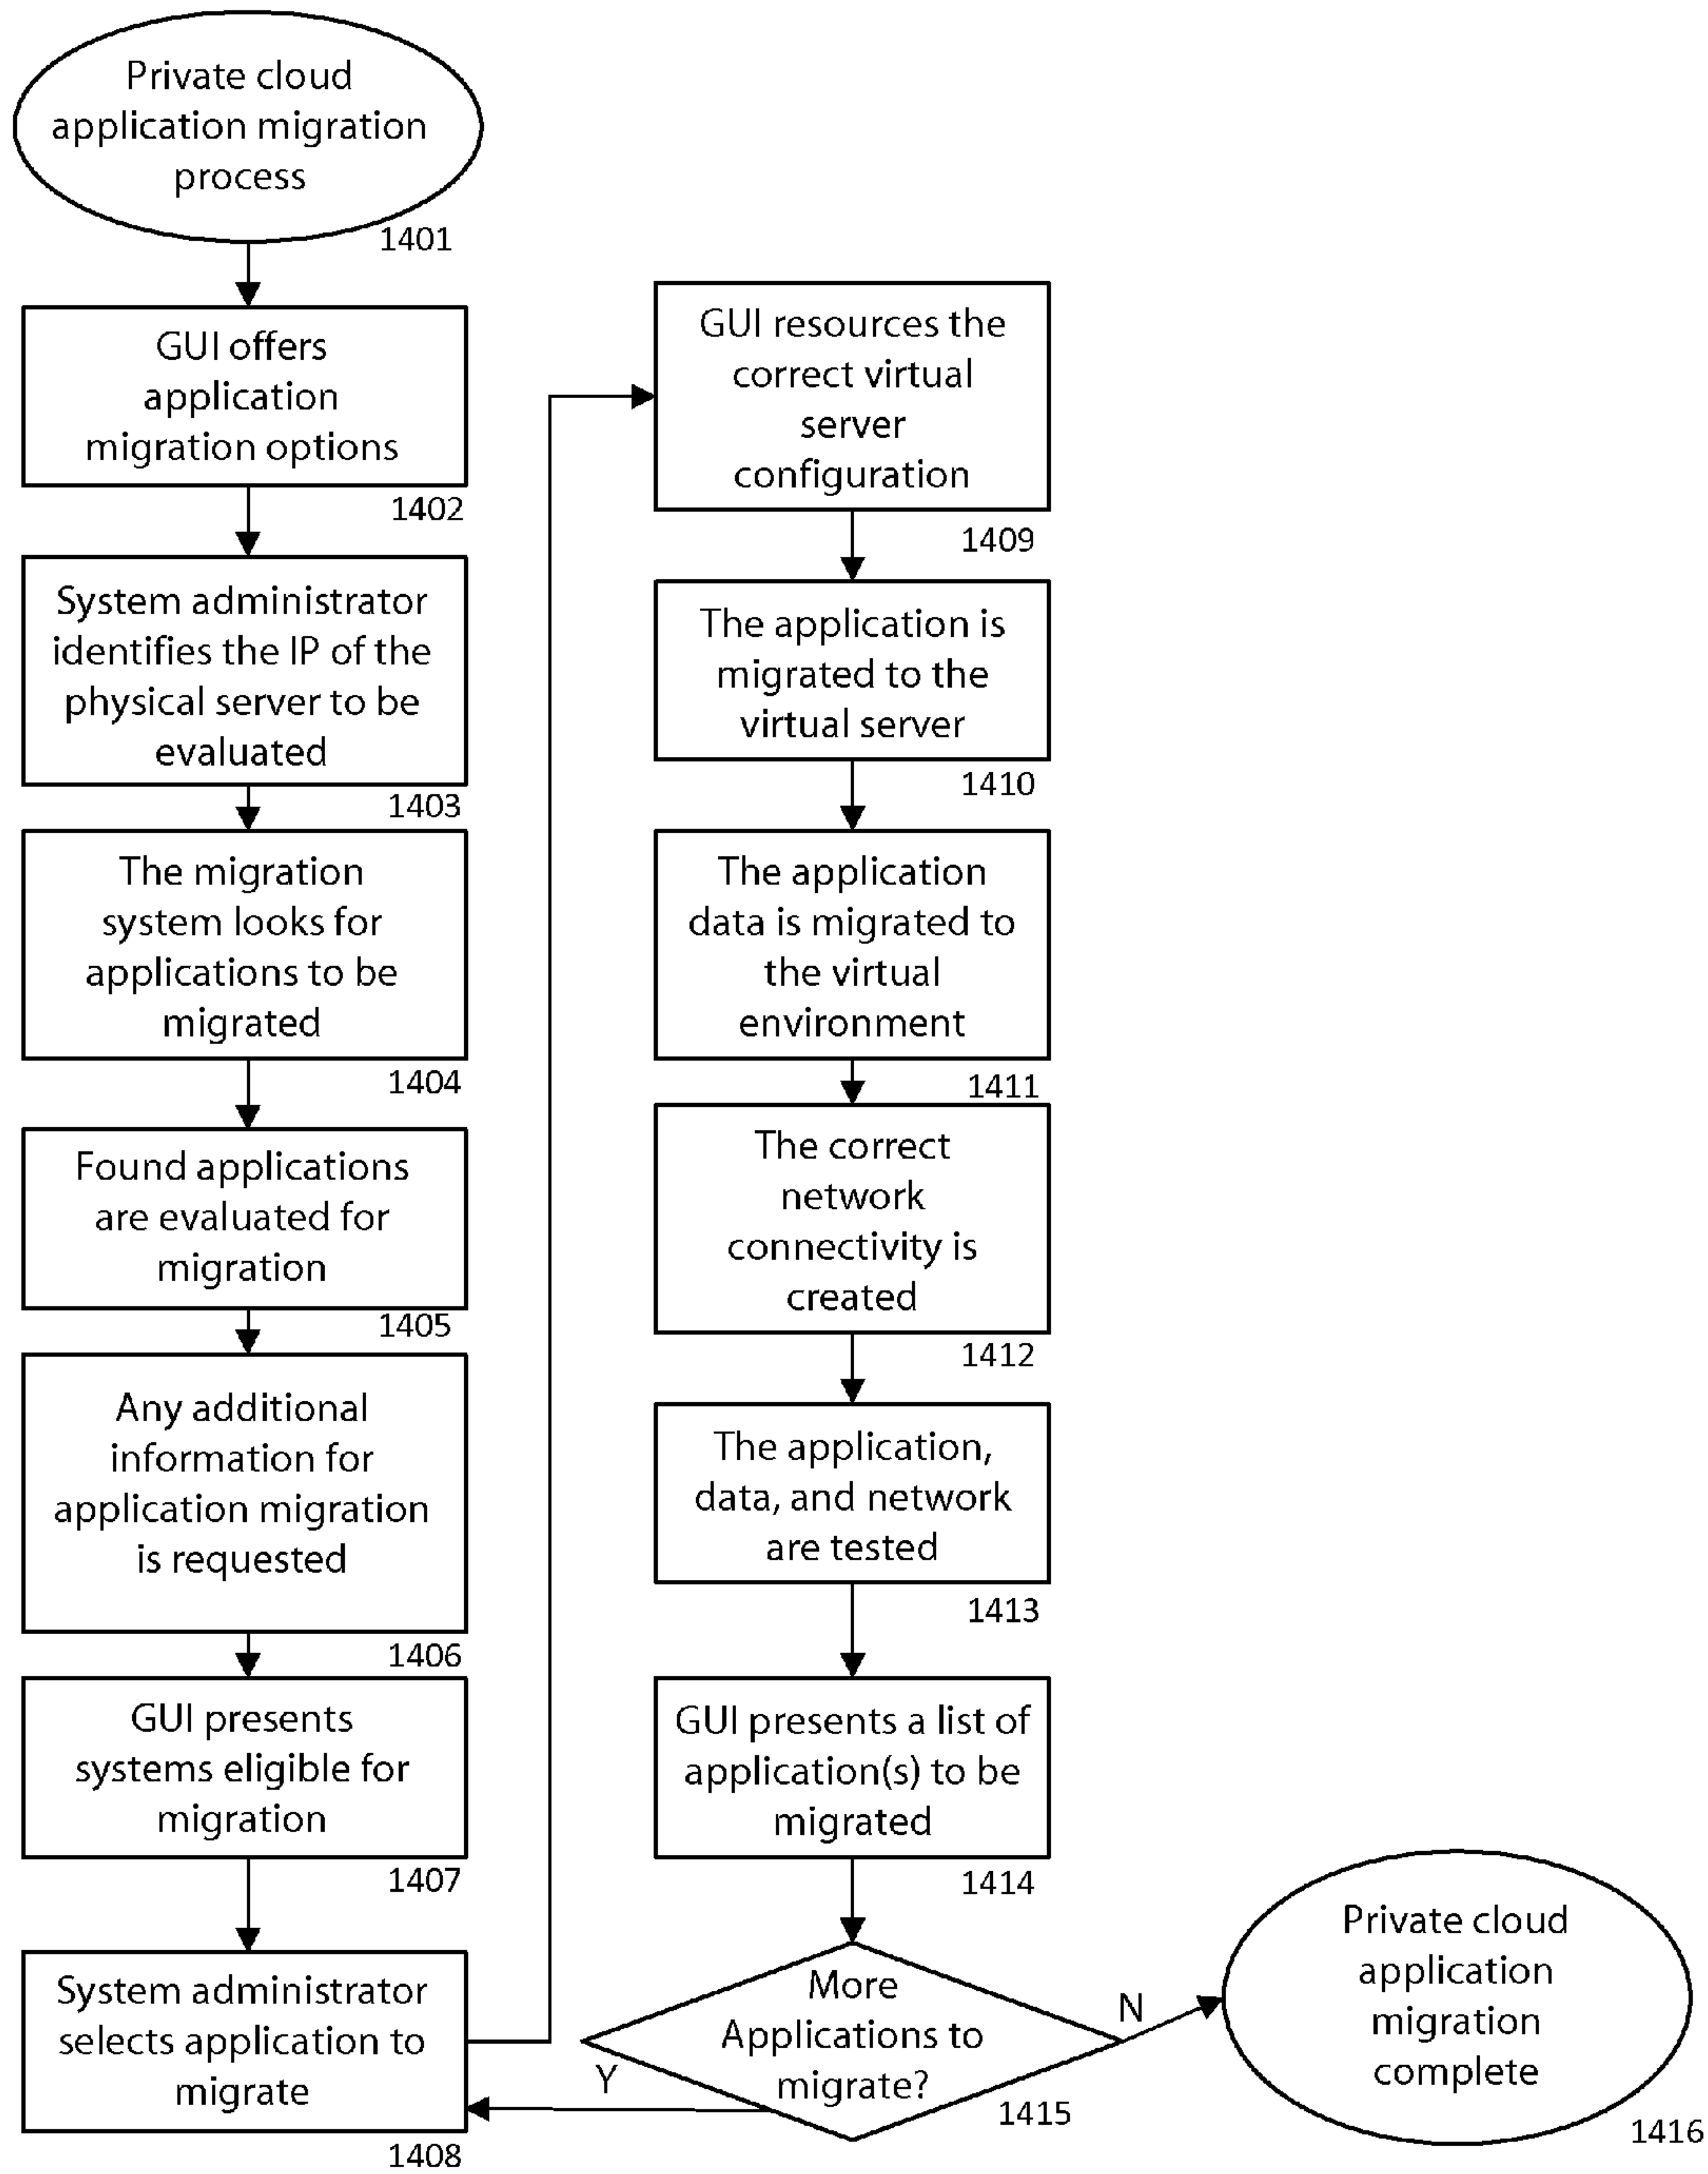 Private cloud
application migration
process
1401
GUI offers
application
migration options
1402
System administrator
identifies the IP of the
physical server to be
evaluated
1403
The migration
system looks for
applications to be
migrated
1404
Found applications
are evaluated for
migration
1405
Any additional
information for
application migration
is requested
1406
GUI presents
systems eligible for
migration
1407
System administrator
selects application to
migrate
1408
GUI resources the
correct virtual
server
configuration
1409
The application is
migrated to the
virtual server
1410
The application
data is migrated to
the virtual
environment
1411
The correct
network
connectivity is
created
1412
The application,
data, and network
are tested
1413
GUI presents a list of
application(s) to be
migrated
1414
More
Applications to
migrate?
1415
Y
N
Private cloud
application
migration
complete
1416